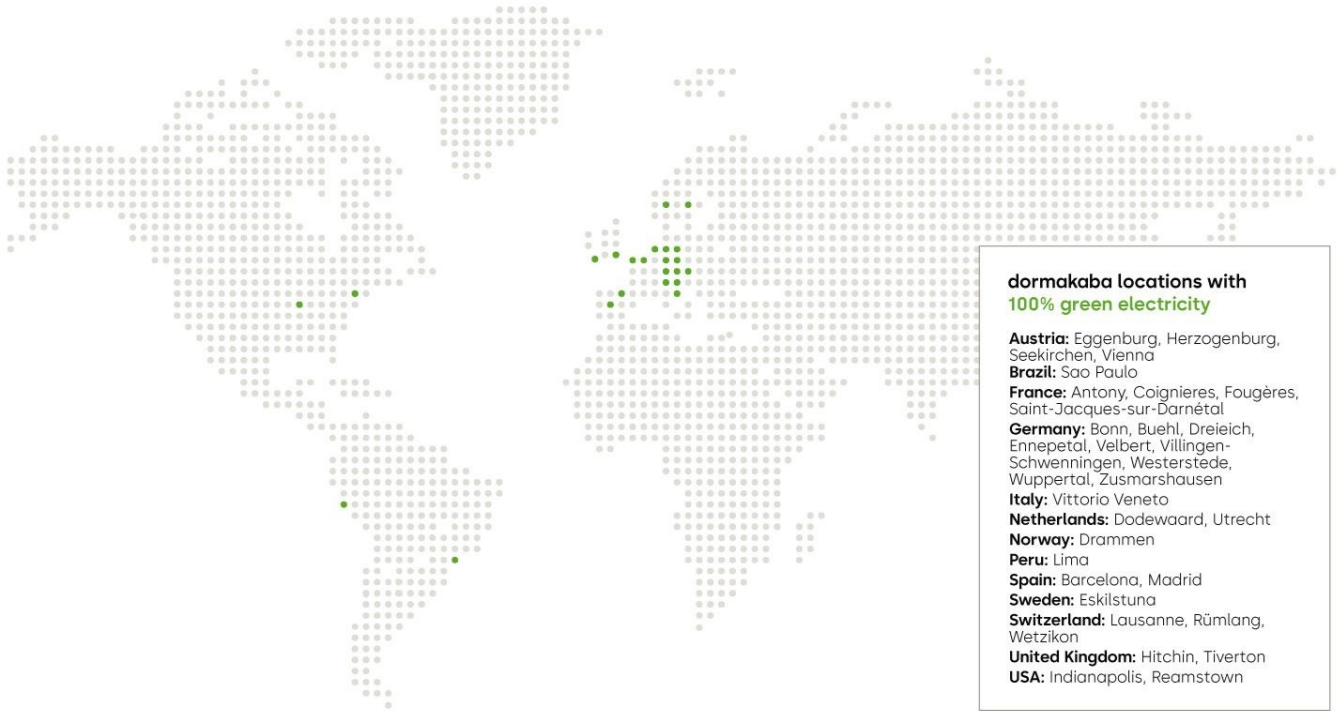 dormakaba locations with
100% green electricity
Austria: Eggenburg, Herzogenburg,
Seekirchen, Vienna
Brazil: Sao Paulo
France: Antony, Coignieres, Fougères,
Saint-Jacques-sur-Darnétal
Germany: Bonn, Buehl, Dreieich,
Ennepetal, Velbert, Villingen-
Schwenningen, Westerstede,
Wuppertal, Zusmarshausen
Italy: Vittorio Veneto
Netherlands: Dodewaard, Utrecht
Norway: Drammen
Peru: Lima
Spain: Barcelona, Madrid
Sweden: Eskilstuna
Switzerland: Lausanne, Rümlang,
Wetzikon
United Kingdom: Hitchin, Tiverton
USA: Indianapolis, Reamstown